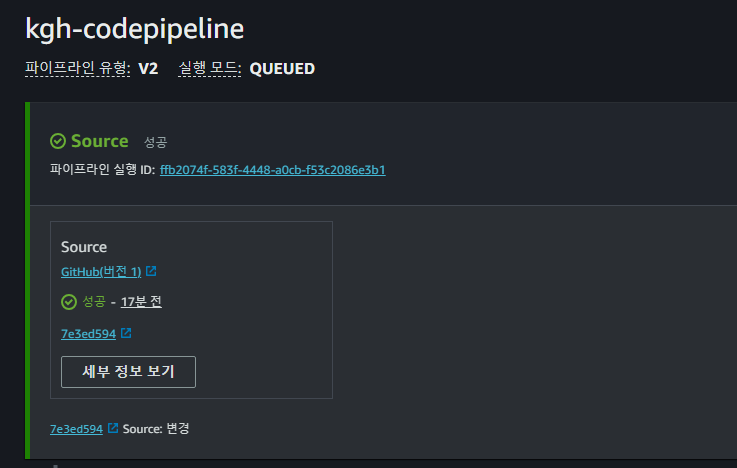 kgh-codepipeline
파이프라인 유형: V2 실행 모드: QUEUED
Source 성공
파이프라인 실행 ID: ffb2074f-583f-4448-a0cb-f53c2086e3b1
Source
GitHub(버전 1)
성공 - 17분 전
7e3ed594
세부 정보 보기
7e3ed594 Source: 변경